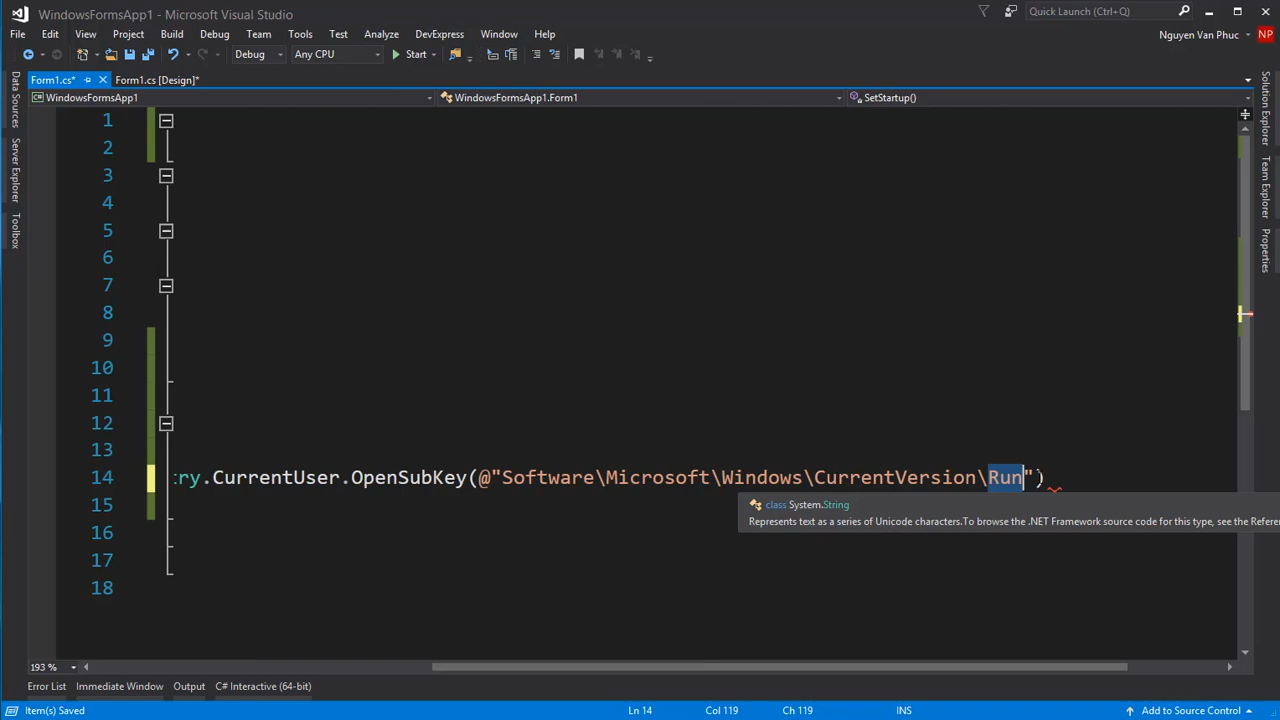 WindowsFormsApp1 - Microsoft Visual Studio
Quick Launch (Ctrl+Q)
File Edit View Project Build Debug Team Tools Test Analyze DevExpress Window Help
Nguyen Van Phuc NP
Debug Any CPU Start
Form1.cs* Form1.cs [Design]*
WindowsFormsApp1 WindowsFormsApp1.Form1 SetStartup()
Data Sources
Server Explorer
Toolbox
Solution Explorer
Team Explorer
Properties
1
2
3
4
5
6
7
8
9
10
11
12
13
14 try.CurrentUser.OpenSubKey(@"Software\Microsoft\Windows\CurrentVersion\Run")
class System.String
15
Represents text as a series of Unicode characters.To browse the .NET Framework source code for this type, see the Refere
16
17
18
193 %
Error List Immediate Window Output C# Interactive (64-bit)
Item(s) Saved Ln 14 Col 119 Ch 119 INS Add to Source Control